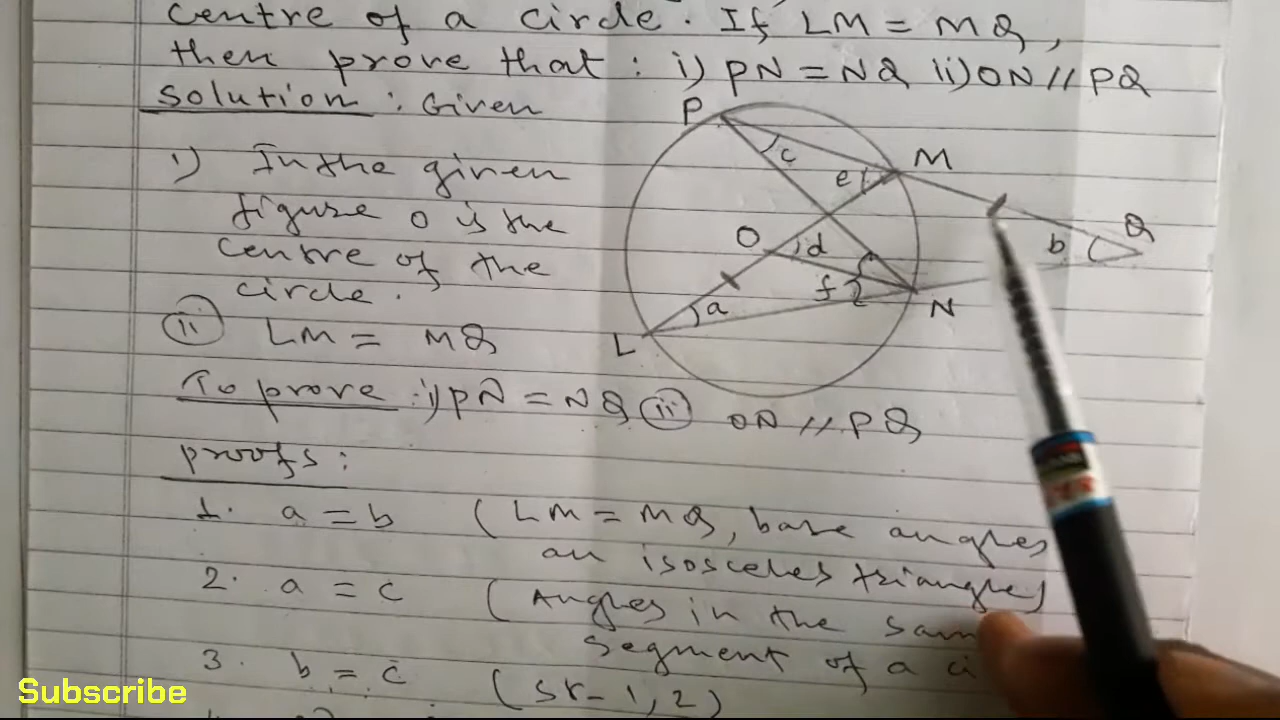 centre of a circle. If LM = MQ,
then prove that: i) PN = NQ ii) ON // PQ
solution: Given
i) In the given
figure O is the
centre of the
circle.
(ii) LM = MQ
To prove: i) PN = NQ (ii) ON // PQ
proofs:
1. a = b (LM = MQ, base angles
an isosceles triangle)
2. a = c (Angles in the sam
segment of a ci
3. b = c (sr- 1, 2)
P
c
M
e
O
d
b
Q
a
f
N
L
Subscribe